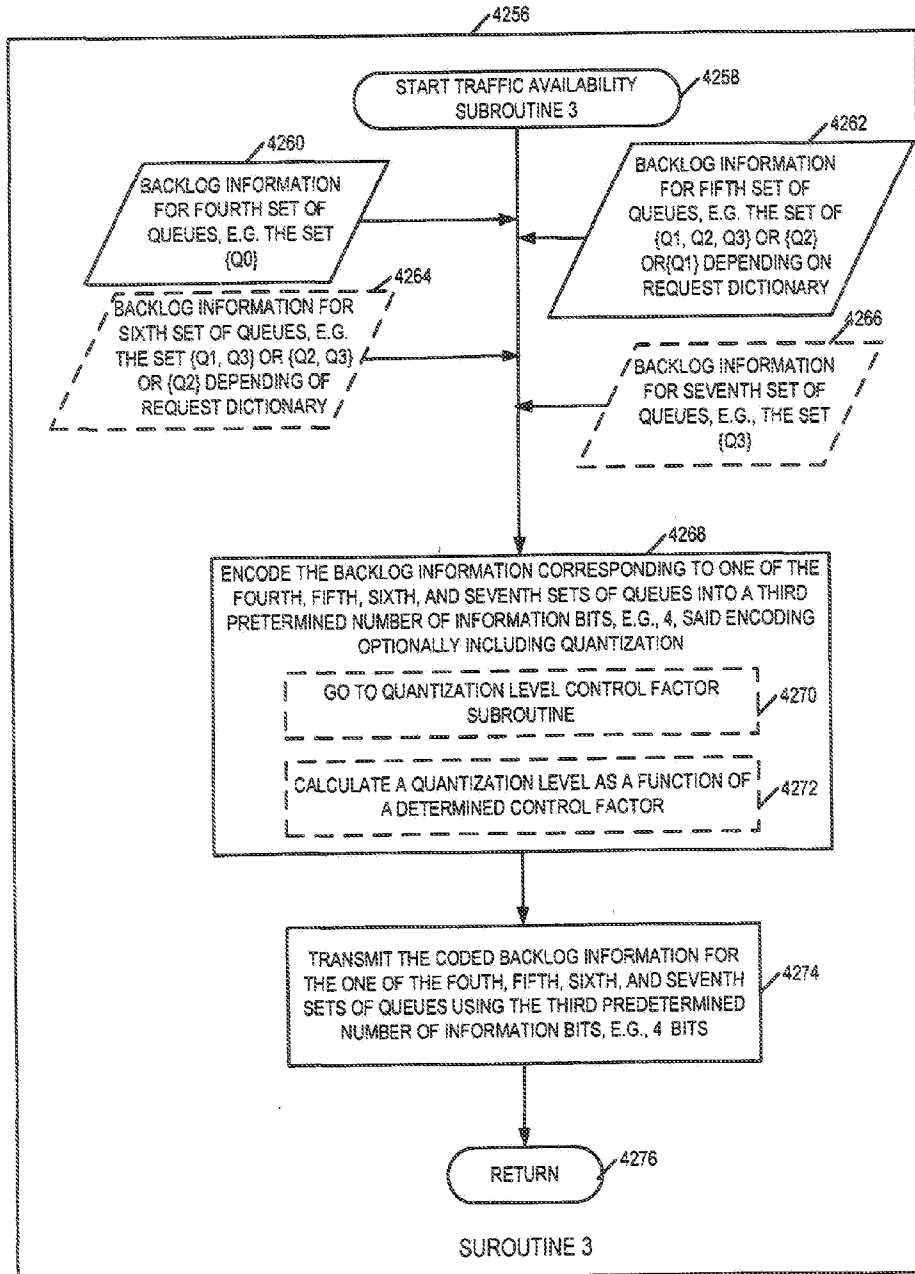 4256
START TRAFFIC AVAILABILITY
SUBROUTINE 3
4258
4260
BACKLOG INFORMATION
FOR FOURTH SET OF
QUEUES, E.G. THE SET
{Q0}
4262
BACKLOG INFORMATION
FOR FIFTH SET OF
QUEUES, E.G. THE SET OF
{Q1, Q2, Q3} OR {Q2}
OR{Q1} DEPENDING ON
REQUEST DICTIONARY
4264
BACKLOG INFORMATION FOR
SIXTH SET OF QUEUES, E.G.
THE SET {Q1, Q3} OR {Q2, Q3}
OR {Q2} DEPENDING OF
REQUEST DICTIONARY
4266
BACKLOG INFORMATION
FOR SEVENTH SET OF
QUEUES, E.G., THE SET
{Q3}
4268
ENCODE THE BACKLOG INFORMATION CORRESPONDING TO ONE OF THE
FOURTH, FIFTH, SIXTH, AND SEVENTH SETS OF QUEUES INTO A THIRD
PRETERMINED NUMBER OF INFORMATION BITS, E.G., 4, SAID ENCODING
OPTIONALLY INCLUDING QUANTIZATION
GO TO QUANTIZATION LEVEL CONTROL FACTOR
SUBROUTINE
4270
CALCULATE A QUANTIZATION LEVEL AS A FUNCTION OF
A DETERMINED CONTROL FACTOR
4272
TRANSMIT THE CODED BACKLOG INFORMATION FOR
THE ONE OF THE FOUTH, FIFTH, SIXTH, AND SEVENTH
SETS OF QUEUES USING THE THIRD PREDETERMINED
NUMBER OF INFORMATION BITS, E.G., 4 BITS
4274
RETURN
4276
SUROUTINE 3